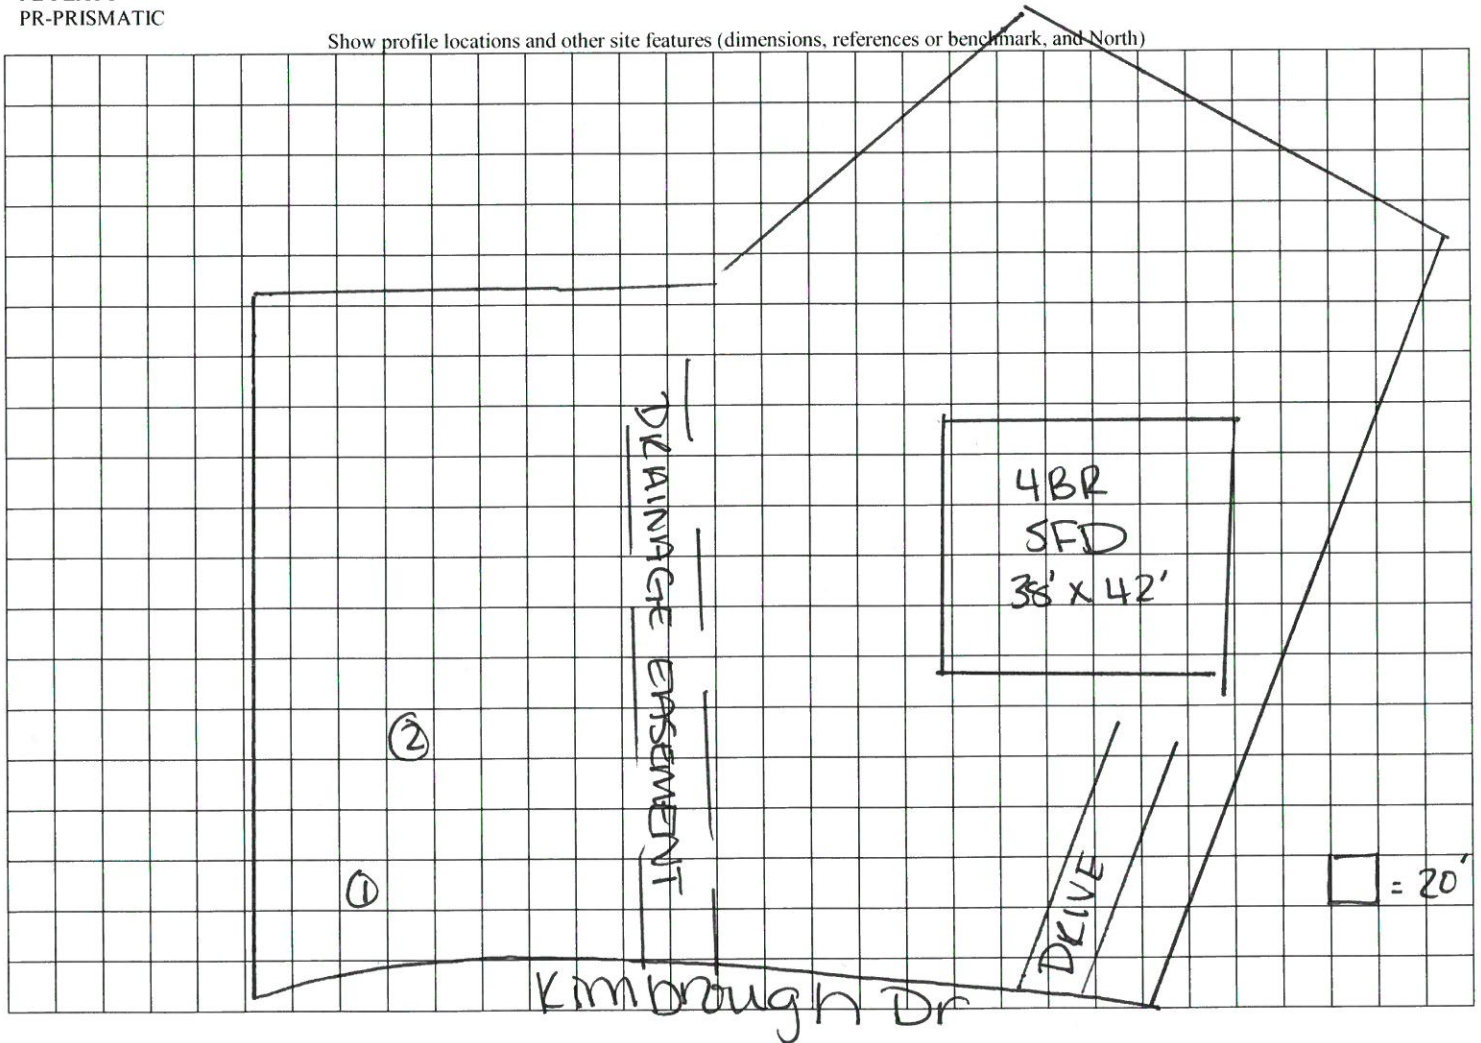 PR-PRISMATIC
Show profile locations and other site features (dimensions, references or benchmark, and North)
DRAINAGE EASEMENT
4BR
SFD
38' X 42'
2
1
DRIVE
= 20'
Kimbrough Dr